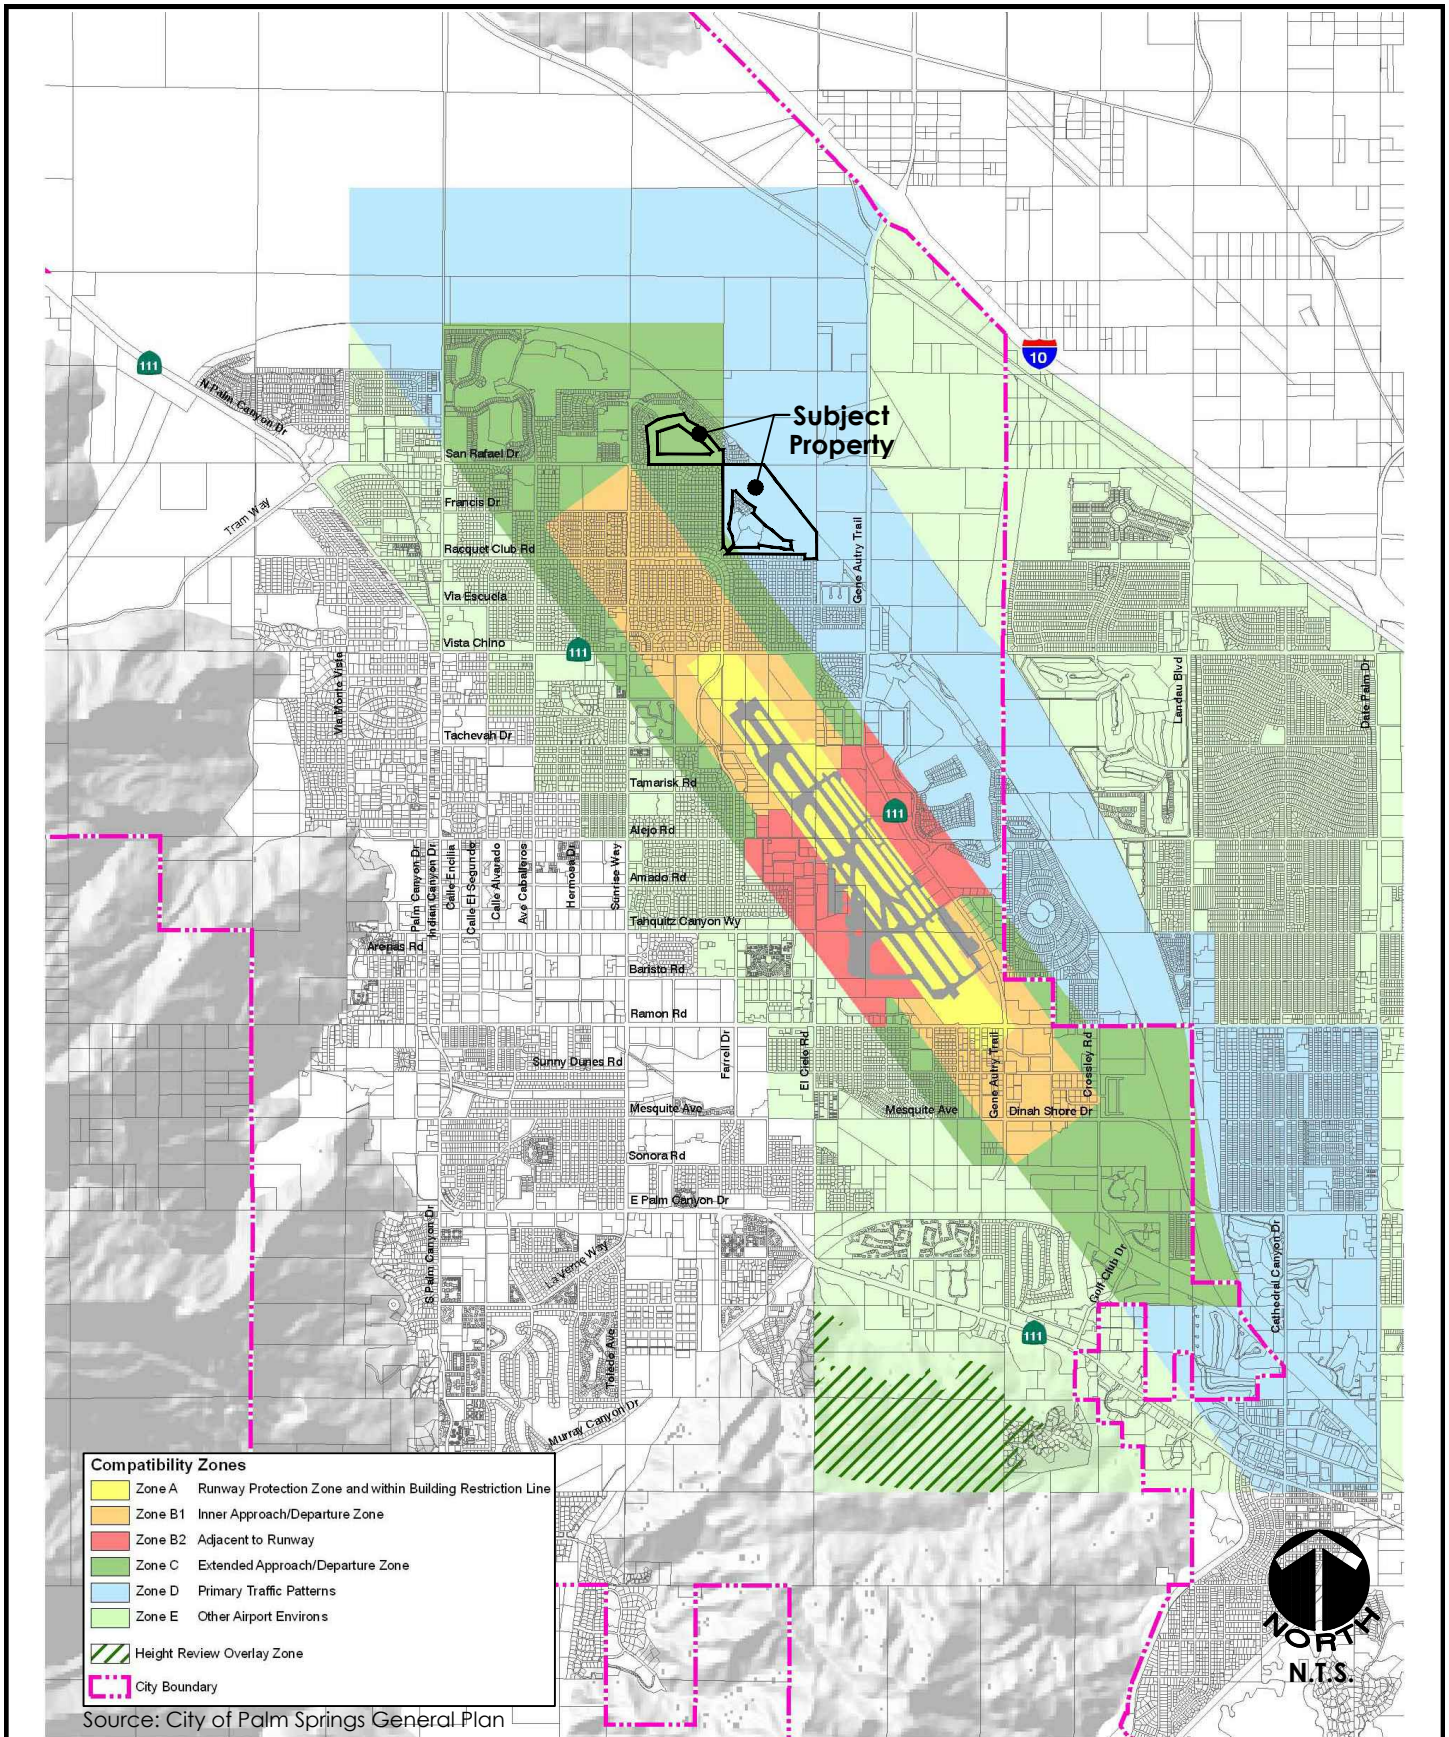 111
N Palm Canyon Dr
10
Subject
Property
San Rafael Dr
Francis Dr
Tram Way
Racquet Club Rd
Gene Autry Trail
Via Escuela
Vista Chino
111
Via Monte Vista
Landau Blvd
Date Palm Dr
Tachevah Dr
Tamarisk Rd
111
Alejo Rd
Palm Canyon Dr
Indian Canyon Dr
Calle Encilia
Calle El Segundo
Calle Alvarado
Ave Caballeros
Hermosa Dr
Sunrise Way
Amado Rd
Tahquitz Canyon Wy
Arenas Rd
Baristo Rd
Ramon Rd
Sunny Dunes Rd
Farrell Dr
El Cielo Rd
Gene Autry Trail
Crossley Rd
Mesquite Ave
Mesquite Ave
Dinah Shore Dr
Sonora Rd
E Palm Canyon Dr
S Palm Canyon Dr
La Verne Way
Golf Club Dr
Cathedral Canyon Dr
111
Toledo Ave
Murray Canyon Dr
Compatibility Zones
Zone A Runway Protection Zone and within Building Restriction Line
Zone B1 Inner Approach/Departure Zone
Zone B2 Adjacent to Runway
Zone C Extended Approach/Departure Zone
Zone D Primary Traffic Patterns
Zone E Other Airport Environs
Height Review Overlay Zone
City Boundary
NORTH
N.T.S.
Source: City of Palm Springs General Plan